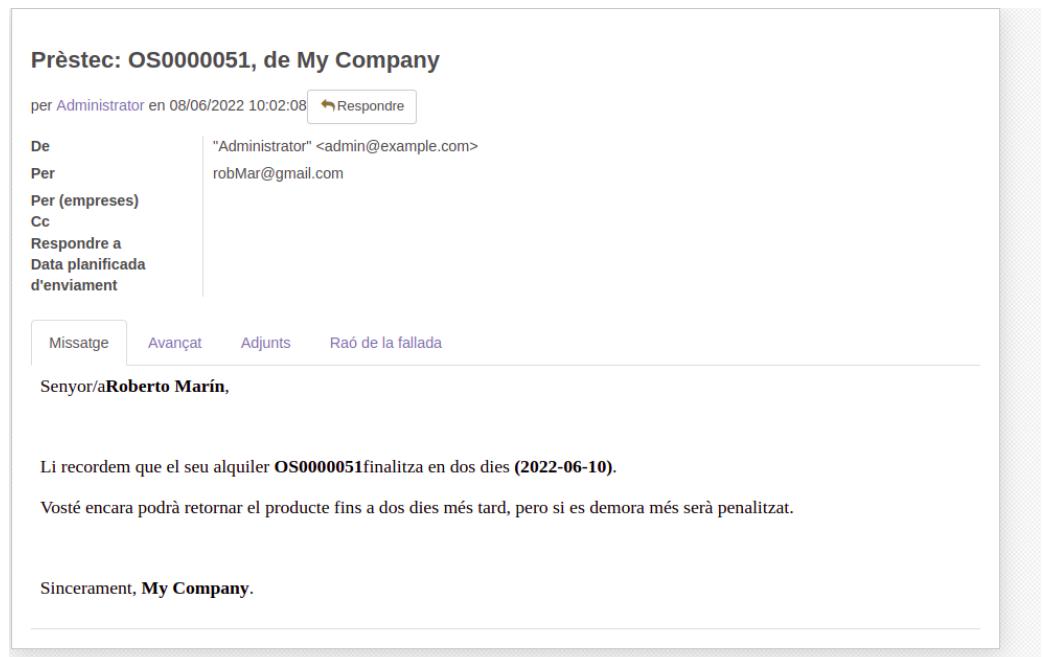 Prèstec: OS0000051, de My Company
per Administrator en 08/06/2022 10:02:08 Respondre
De "Administrator" <admin@example.com>
Per robMar@gmail.com
Per (empreses)
Cc
Respondre a
Data planificada
d'enviament
Missatge Avançat Adjunts Raó de la fallada
Senyor/aRoberto Marín,
Li recordem que el seu alquiler OS0000051finalitza en dos dies (2022-06-10).
Vosté encara podrà retornar el producte fins a dos dies més tard, pero si es demora més serà penalitzat.
Sincerament, My Company.